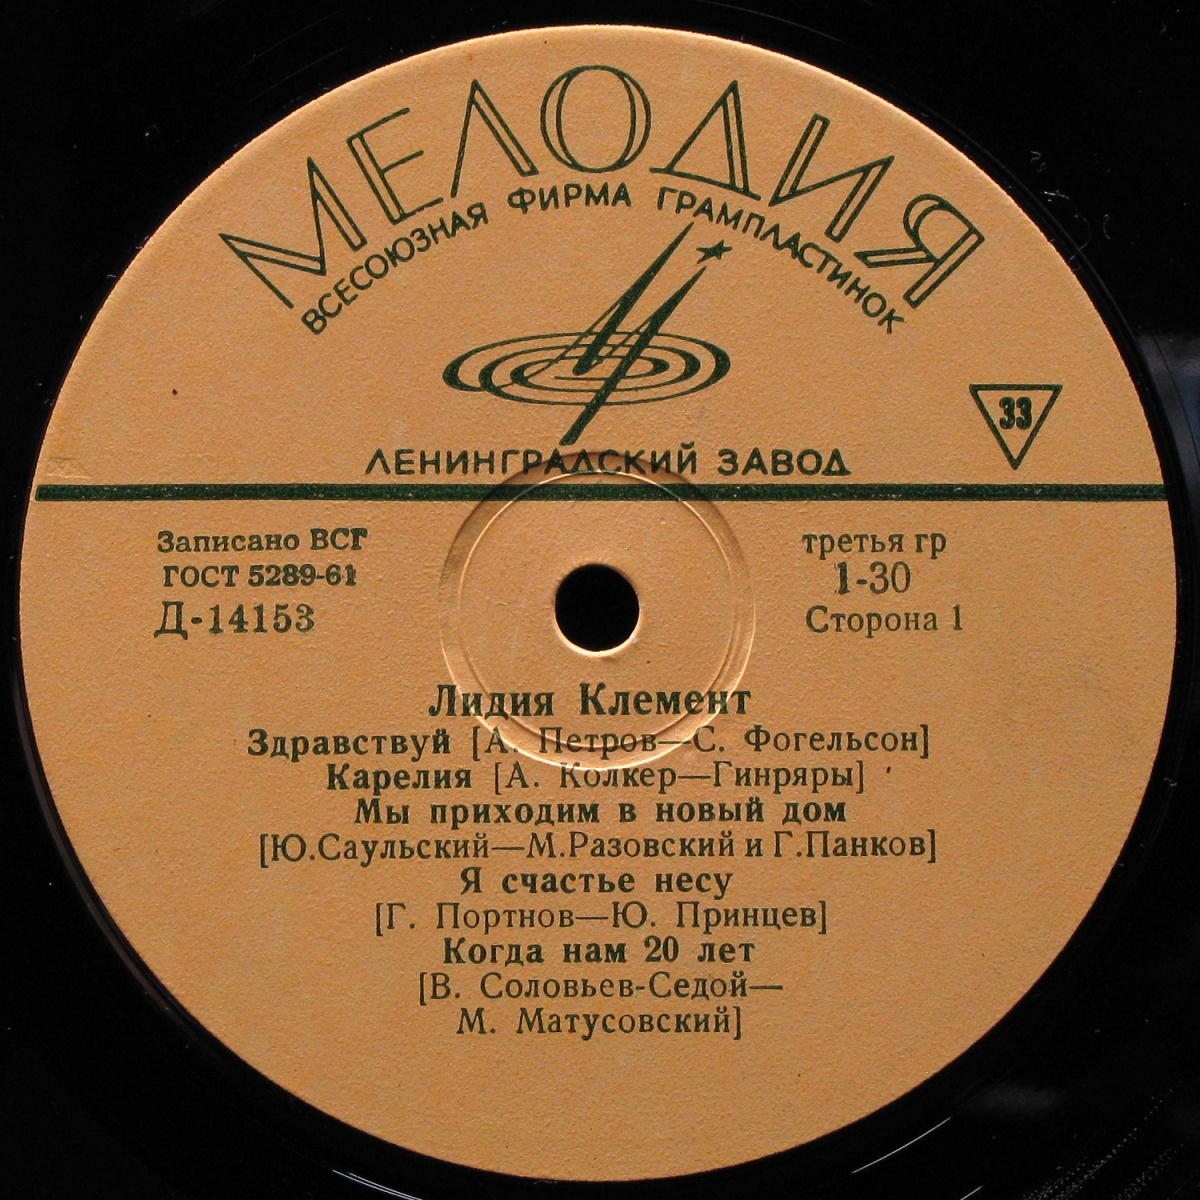 МЕЛОДИЯ
ВСЕСОЮЗНАЯ ФИРМА ГРАМПЛАСТИНОК
33
ЛЕНИНГРАДСКИЙ ЗАВОД
Записано ВСГ
ГОСТ 5289-61
Д-14153
третья гр
1-30
Сторона 1
Лидия Клемент
Здравствуй [А. Петров—С. Фогельсон]
Карелия [А. Колкер—Гинряры]
Мы приходим в новый дом
[Ю.Саульский—М.Разовский и Г.Панков]
Я счастье несу
[Г. Портнов—Ю. Принцев]
Когда нам 20 лет
[В. Соловьев-Седой—
М. Матусовский]